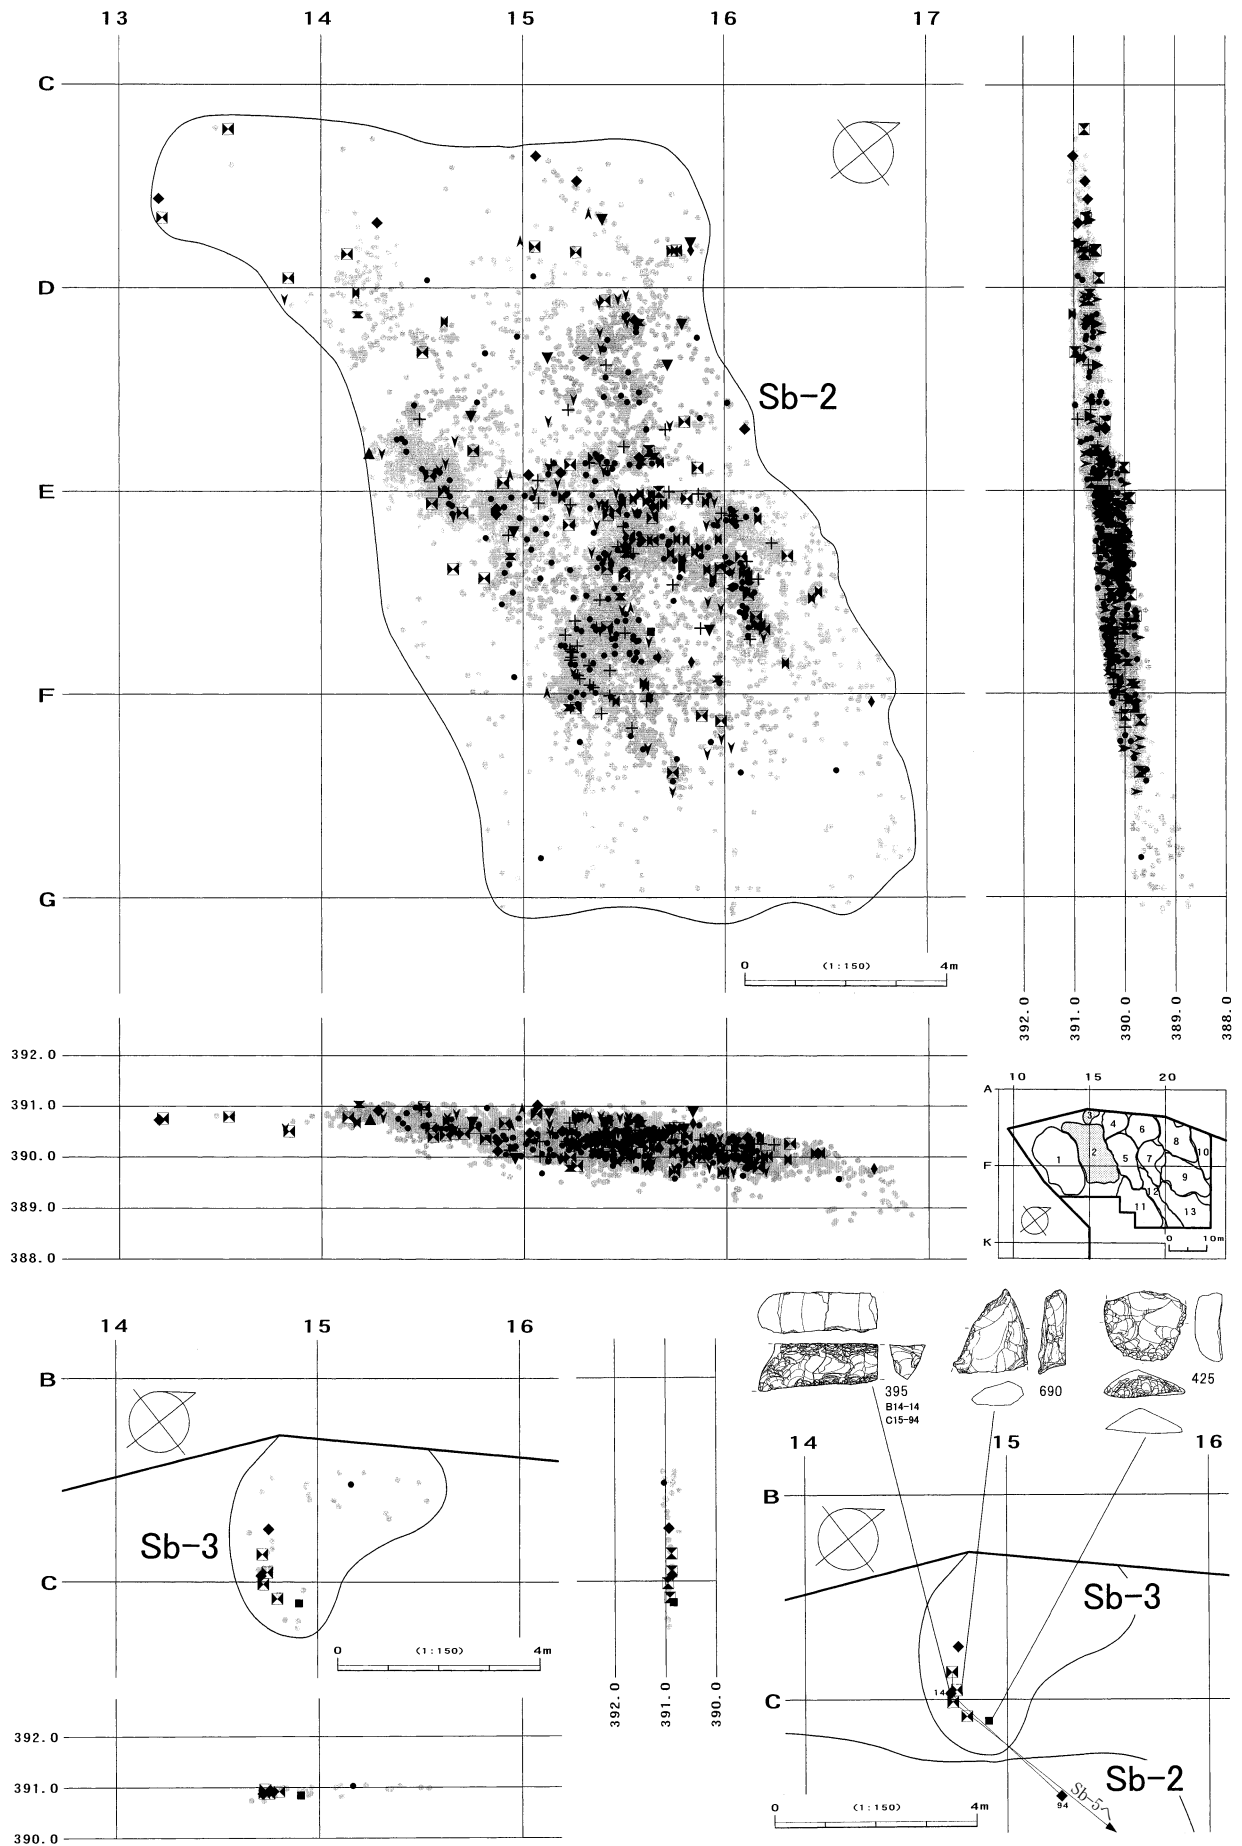 13 14 15 16 17
C
D
Sb-2
E
F
G
0 (1:150) 4m
392.0 391.0 390.0 389.0 388.0
392.0
391.0
390.0
389.0
388.0
10 15 20
A
F
K
3
4
6
8
10
1
2
5
7
9
12
11
13
0 10m
14 15 16
B
Sb-3
C
0 (1:150) 4m
392.0 391.0 390.0
392.0
391.0
390.0
395
B14-14
C15-94
690
425
14 15 16
B
Sb-3
14
C
Sb-2
Sb-5へ
94
0 (1:150) 4m